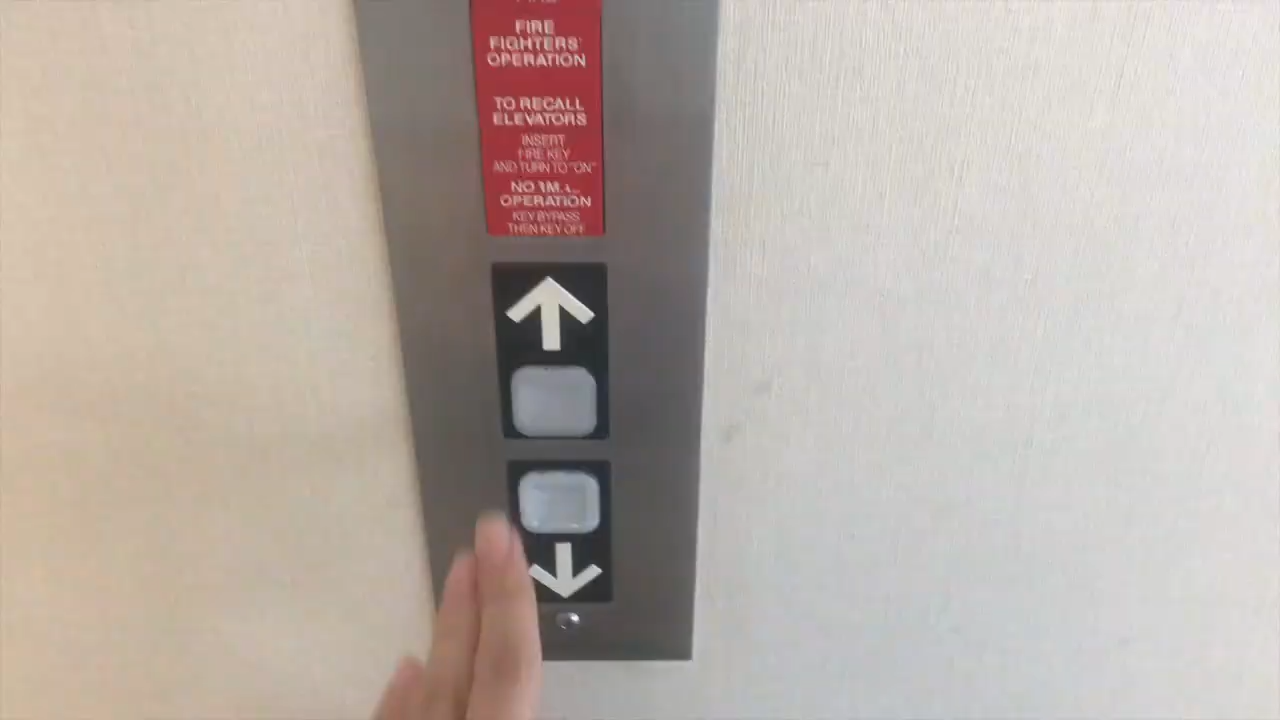 FIRE
FIGHTERS'
OPERATION
TO RECALL
ELEVATORS
INSERT
FIRE KEY
AND TURN TO "ON"
OPERATION
KEY BYPASS
THEN KEY OFF